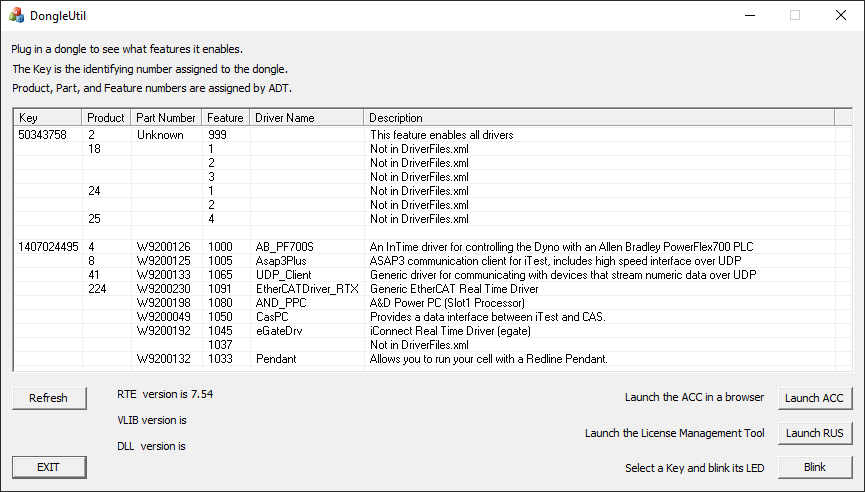 DongleUtil
Plug in a dongle to see what features it enables.
The Key is the identifying number assigned to the dongle.
Product, Part, and Feature numbers are assigned by ADT.
Key Product Part Number Feature Driver Name Description
50343758 2 Unknown 999 This feature enables all drivers
18 1 Not in DriverFiles.xml
2 Not in DriverFiles.xml
3 Not in DriverFiles.xml
24 1 Not in DriverFiles.xml
2 Not in DriverFiles.xml
25 4 Not in DriverFiles.xml
1407024495 4 W9200126 1000 AB_PF700S An InTime driver for controlling the Dyno with an Allen Bradley PowerFlex700 PLC
8 W9200125 1005 Asap3Plus ASAP3 communication client for iTest, includes high speed interface over UDP
41 W9200133 1065 UDP_Client Generic driver for communicating with devices that stream numeric data over UDP
224 W9200230 1091 EtherCATDriver_RTX Generic EtherCAT Real Time Driver
W9200198 1080 AND_PPC A&D Power PC (Slot1 Processor)
W9200049 1050 CasPC Provides a data interface between iTest and CAS.
W9200192 1045 eGateDrv iConnect Real Time Driver (egate)
1037 Not in DriverFiles.xml
W9200132 1033 Pendant Allows you to run your cell with a Redline Pendant.
Refresh RTE version is 7.54 Launch the ACC in a browser Launch ACC
VLIB version is
Launch the License Management Tool Launch RUS
DLL version is
EXIT Select a Key and blink its LED Blink